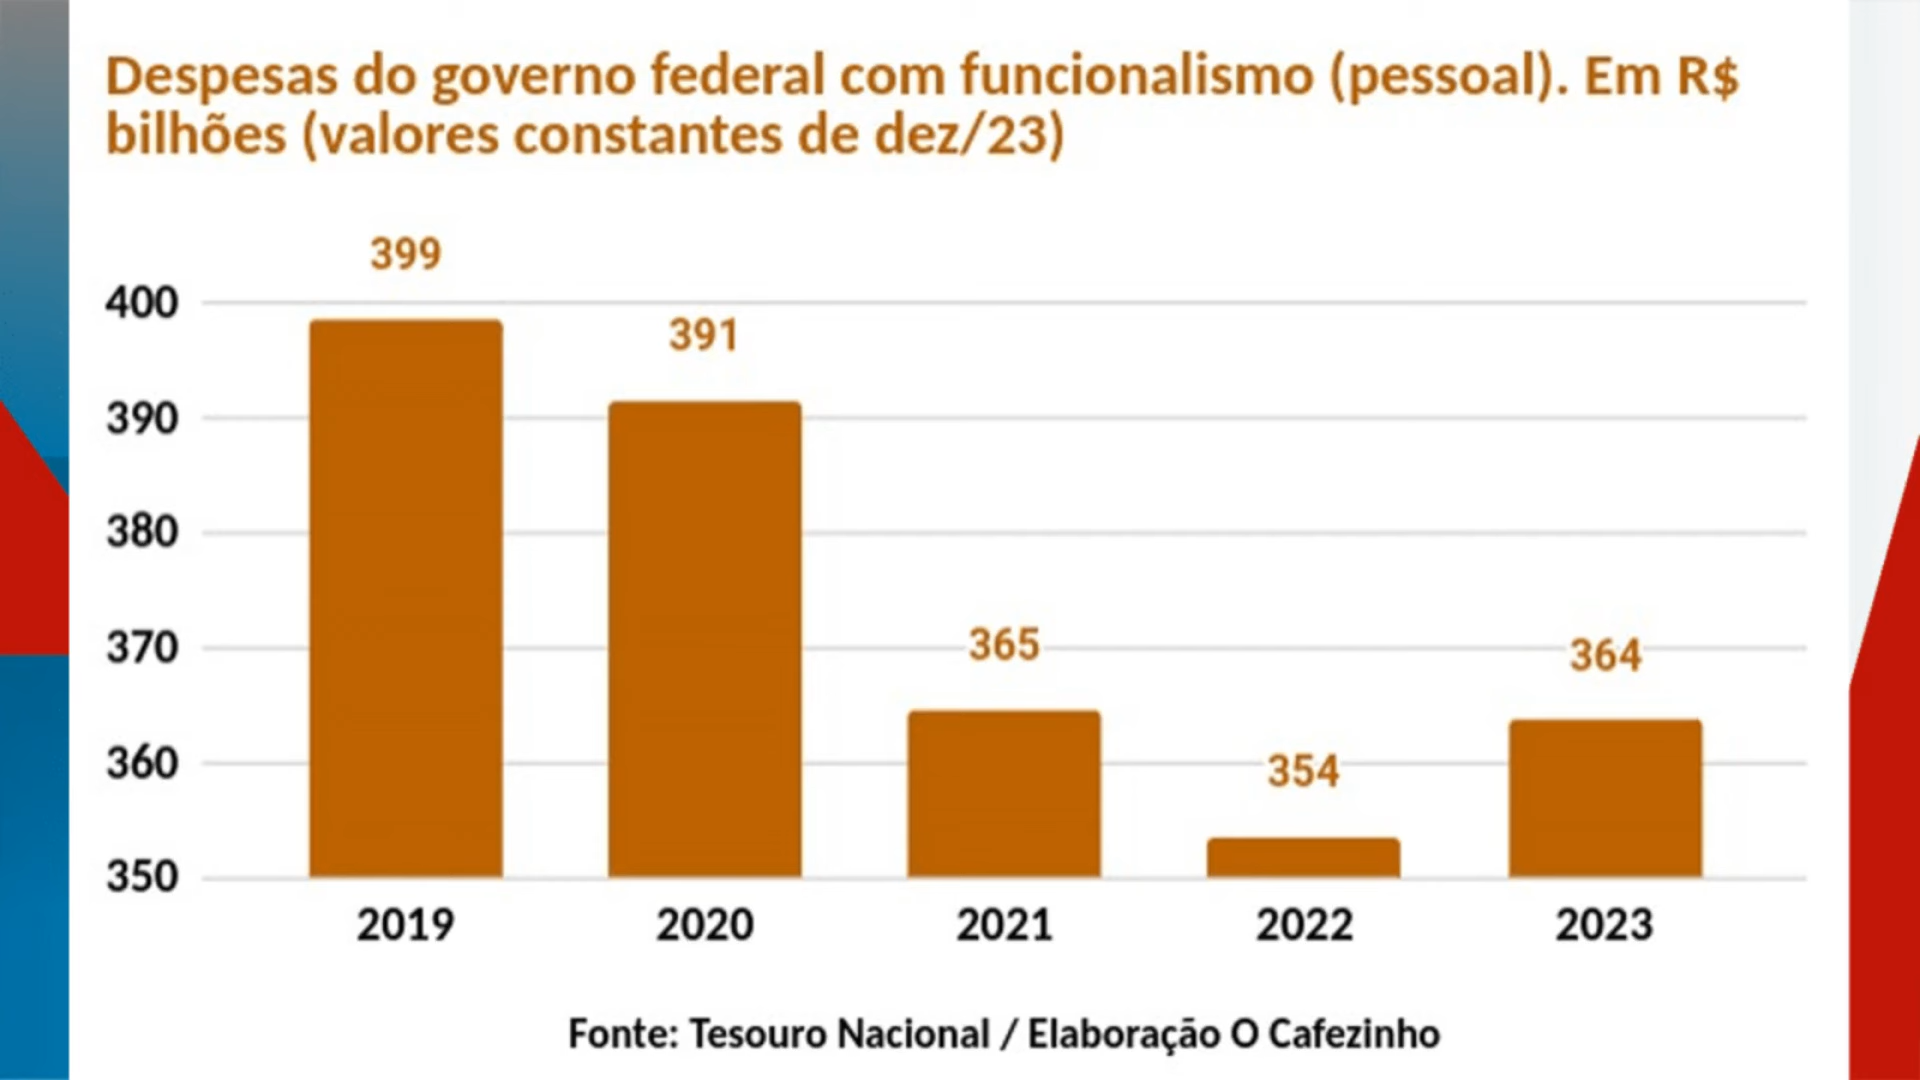 Despesas do governo federal com funcionalismo (pessoal). Em R$
bilhões (valores constantes de dez/23)
399
400
391
390
380
365
370
364
360
354
350
2019 2020 2021 2022 2023
Fonte: Tesouro Nacional / Elaboração O Cafezinho